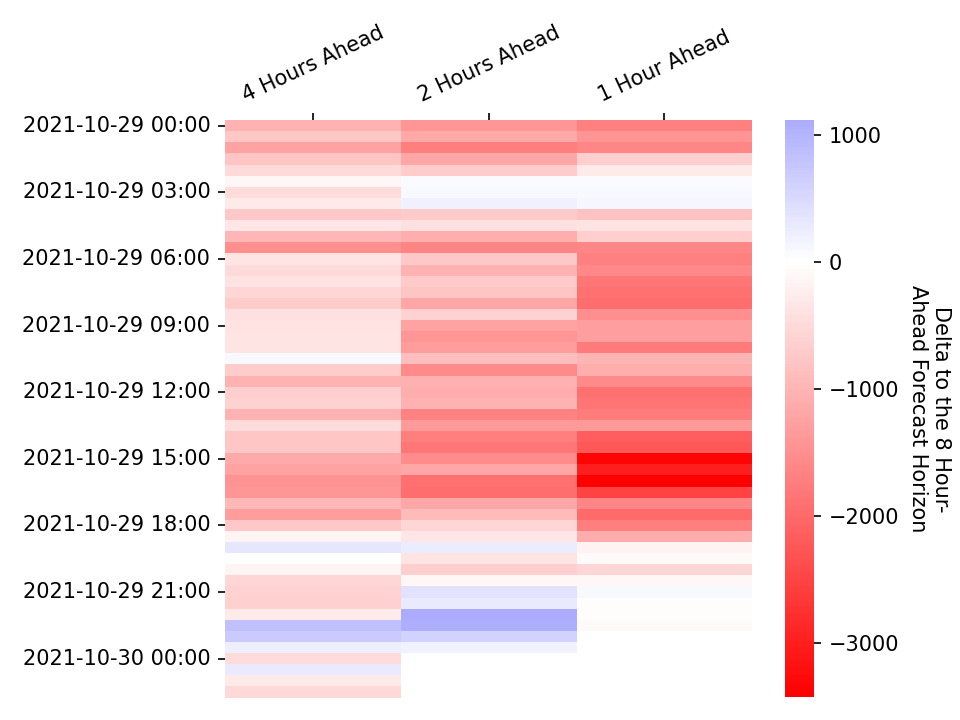 4 Hours Ahead
2 Hours Ahead
1 Hour Ahead
2021-10-29 00:00
2021-10-29 03:00
2021-10-29 06:00
2021-10-29 09:00
2021-10-29 12:00
2021-10-29 15:00
2021-10-29 18:00
2021-10-29 21:00
2021-10-30 00:00
1000
0
−1000
−2000
−3000
Delta to the 8 Hour-
Ahead Forecast Horizon